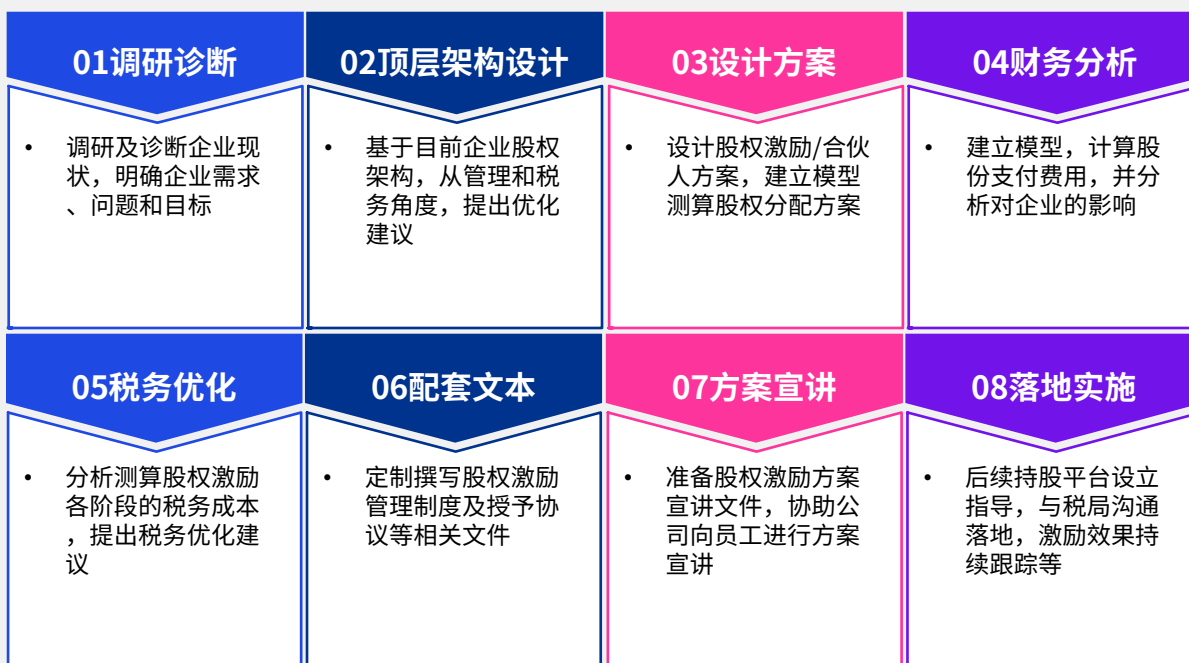 01调研诊断
• 调研及诊断企业现
状，明确企业需求
、问题和目标
02顶层架构设计
• 基于目前企业股权
架构，从管理和税
务角度，提出优化
建议
03设计方案
• 设计股权激励/合伙
人方案，建立模型
测算股权分配方案
04财务分析
• 建立模型，计算股
份支付费用，并分
析对企业的影响
05税务优化
• 分析测算股权激励
各阶段的税务成本
，提出税务优化建
议
06配套文本
• 定制撰写股权激励
管理制度及授予协
议等相关文件
07方案宣讲
• 准备股权激励方案
宣讲文件，协助公
司向员工进行方案
宣讲
08落地实施
• 后续持股平台设立
指导，与税局沟通
落地，激励效果持
续跟踪等